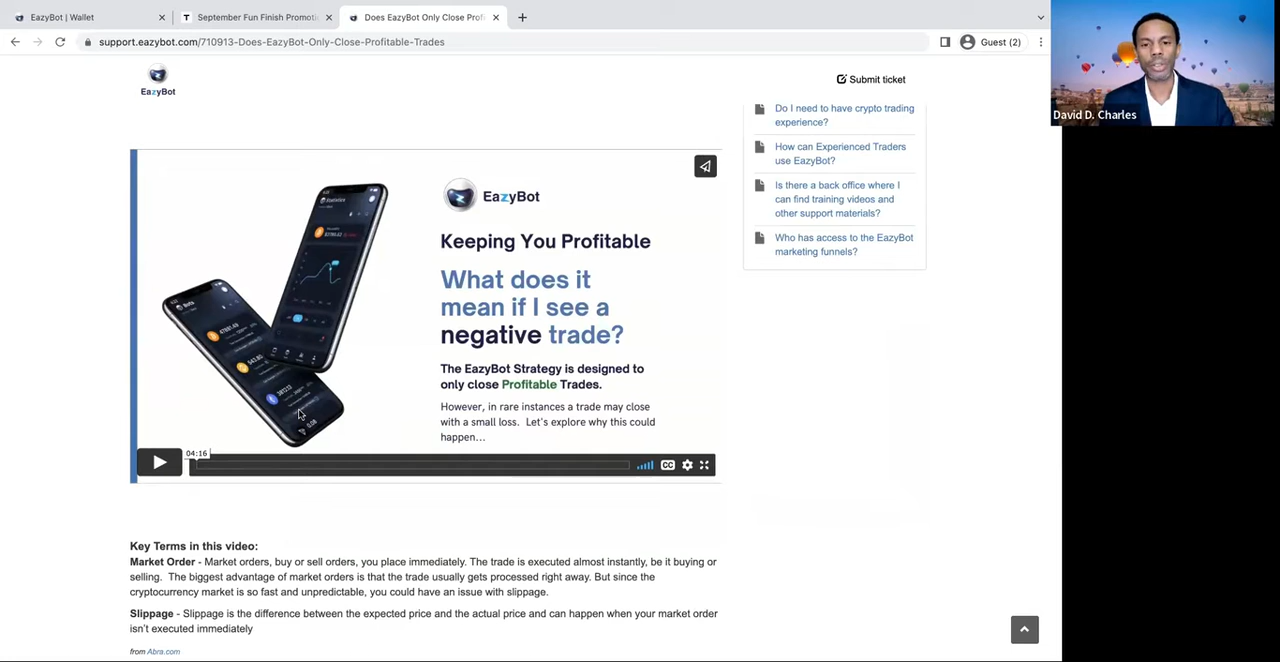 EazyBot | Wallet
T September Fun Finish Promoti
Does EazyBot Only Close Profi
support.eazybot.com/710913-Does-EazyBot-Only-Close-Profitable-Trades
Guest (2)
David D. Charles
EazyBot
Submit ticket
Do I need to have crypto trading
experience?
How can Experienced Traders
use EazyBot?
Is there a back office where I
can find training videos and
other support materials?
Who has access to the EazyBot
marketing funnels?
EazyBot
Keeping You Profitable
What does it
mean if I see a
negative trade?
The EazyBot Strategy is designed to
only close Profitable Trades.
However, in rare instances a trade may close
with a small loss. Let's explore why this could
happen...
Statistics
Bots
04:16
CC
Key Terms in this video:
Market Order - Market orders, buy or sell orders, you place immediately. The trade is executed almost instantly, be it buying or
selling. The biggest advantage of market orders is that the trade usually gets processed right away. But since the
cryptocurrency market is so fast and unpredictable, you could have an issue with slippage.
Slippage - Slippage is the difference between the expected price and the actual price and can happen when your market order
isn't executed immediately
from Abra.com